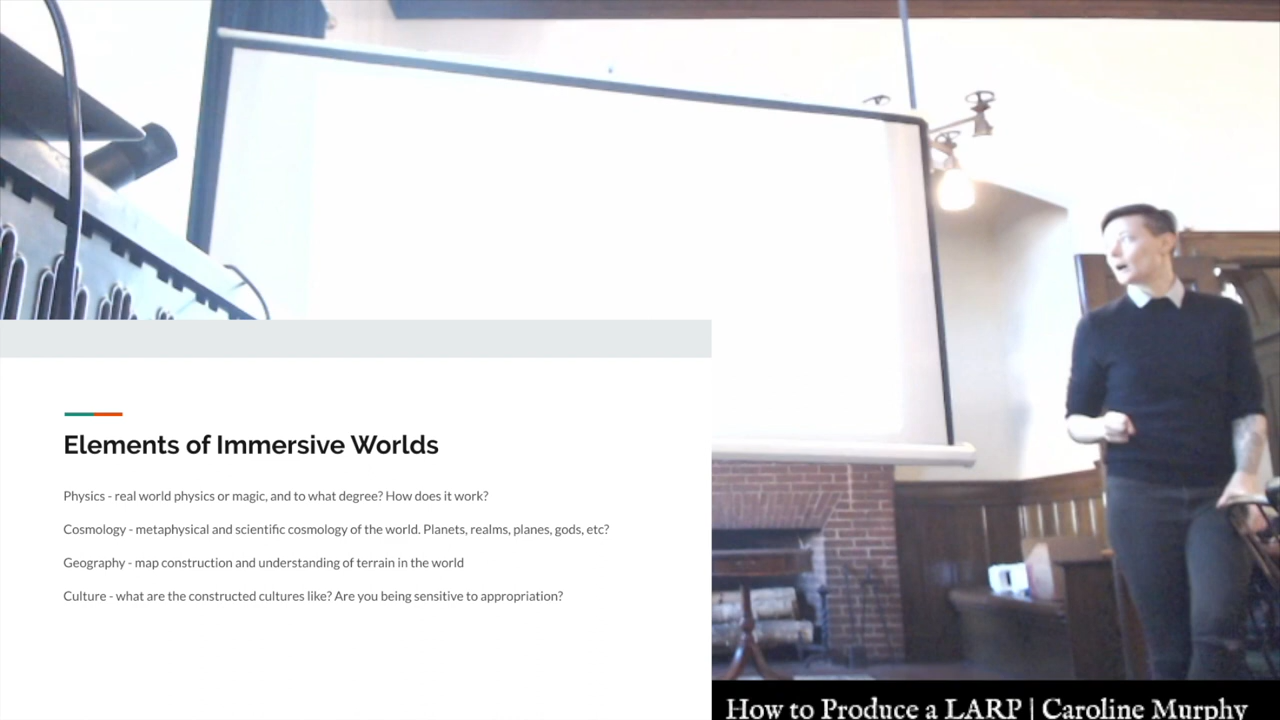 Elements of Immersive Worlds
Physics - real world physics or magic, and to what degree? How does it work?
Cosmology - metaphysical and scientific cosmology of the world. Planets, realms, planes, gods, etc?
Geography - map construction and understanding of terrain in the world
Culture - what are the constructed cultures like? Are you being sensitive to appropriation?
How to Produce a LARP | Caroline Murphy